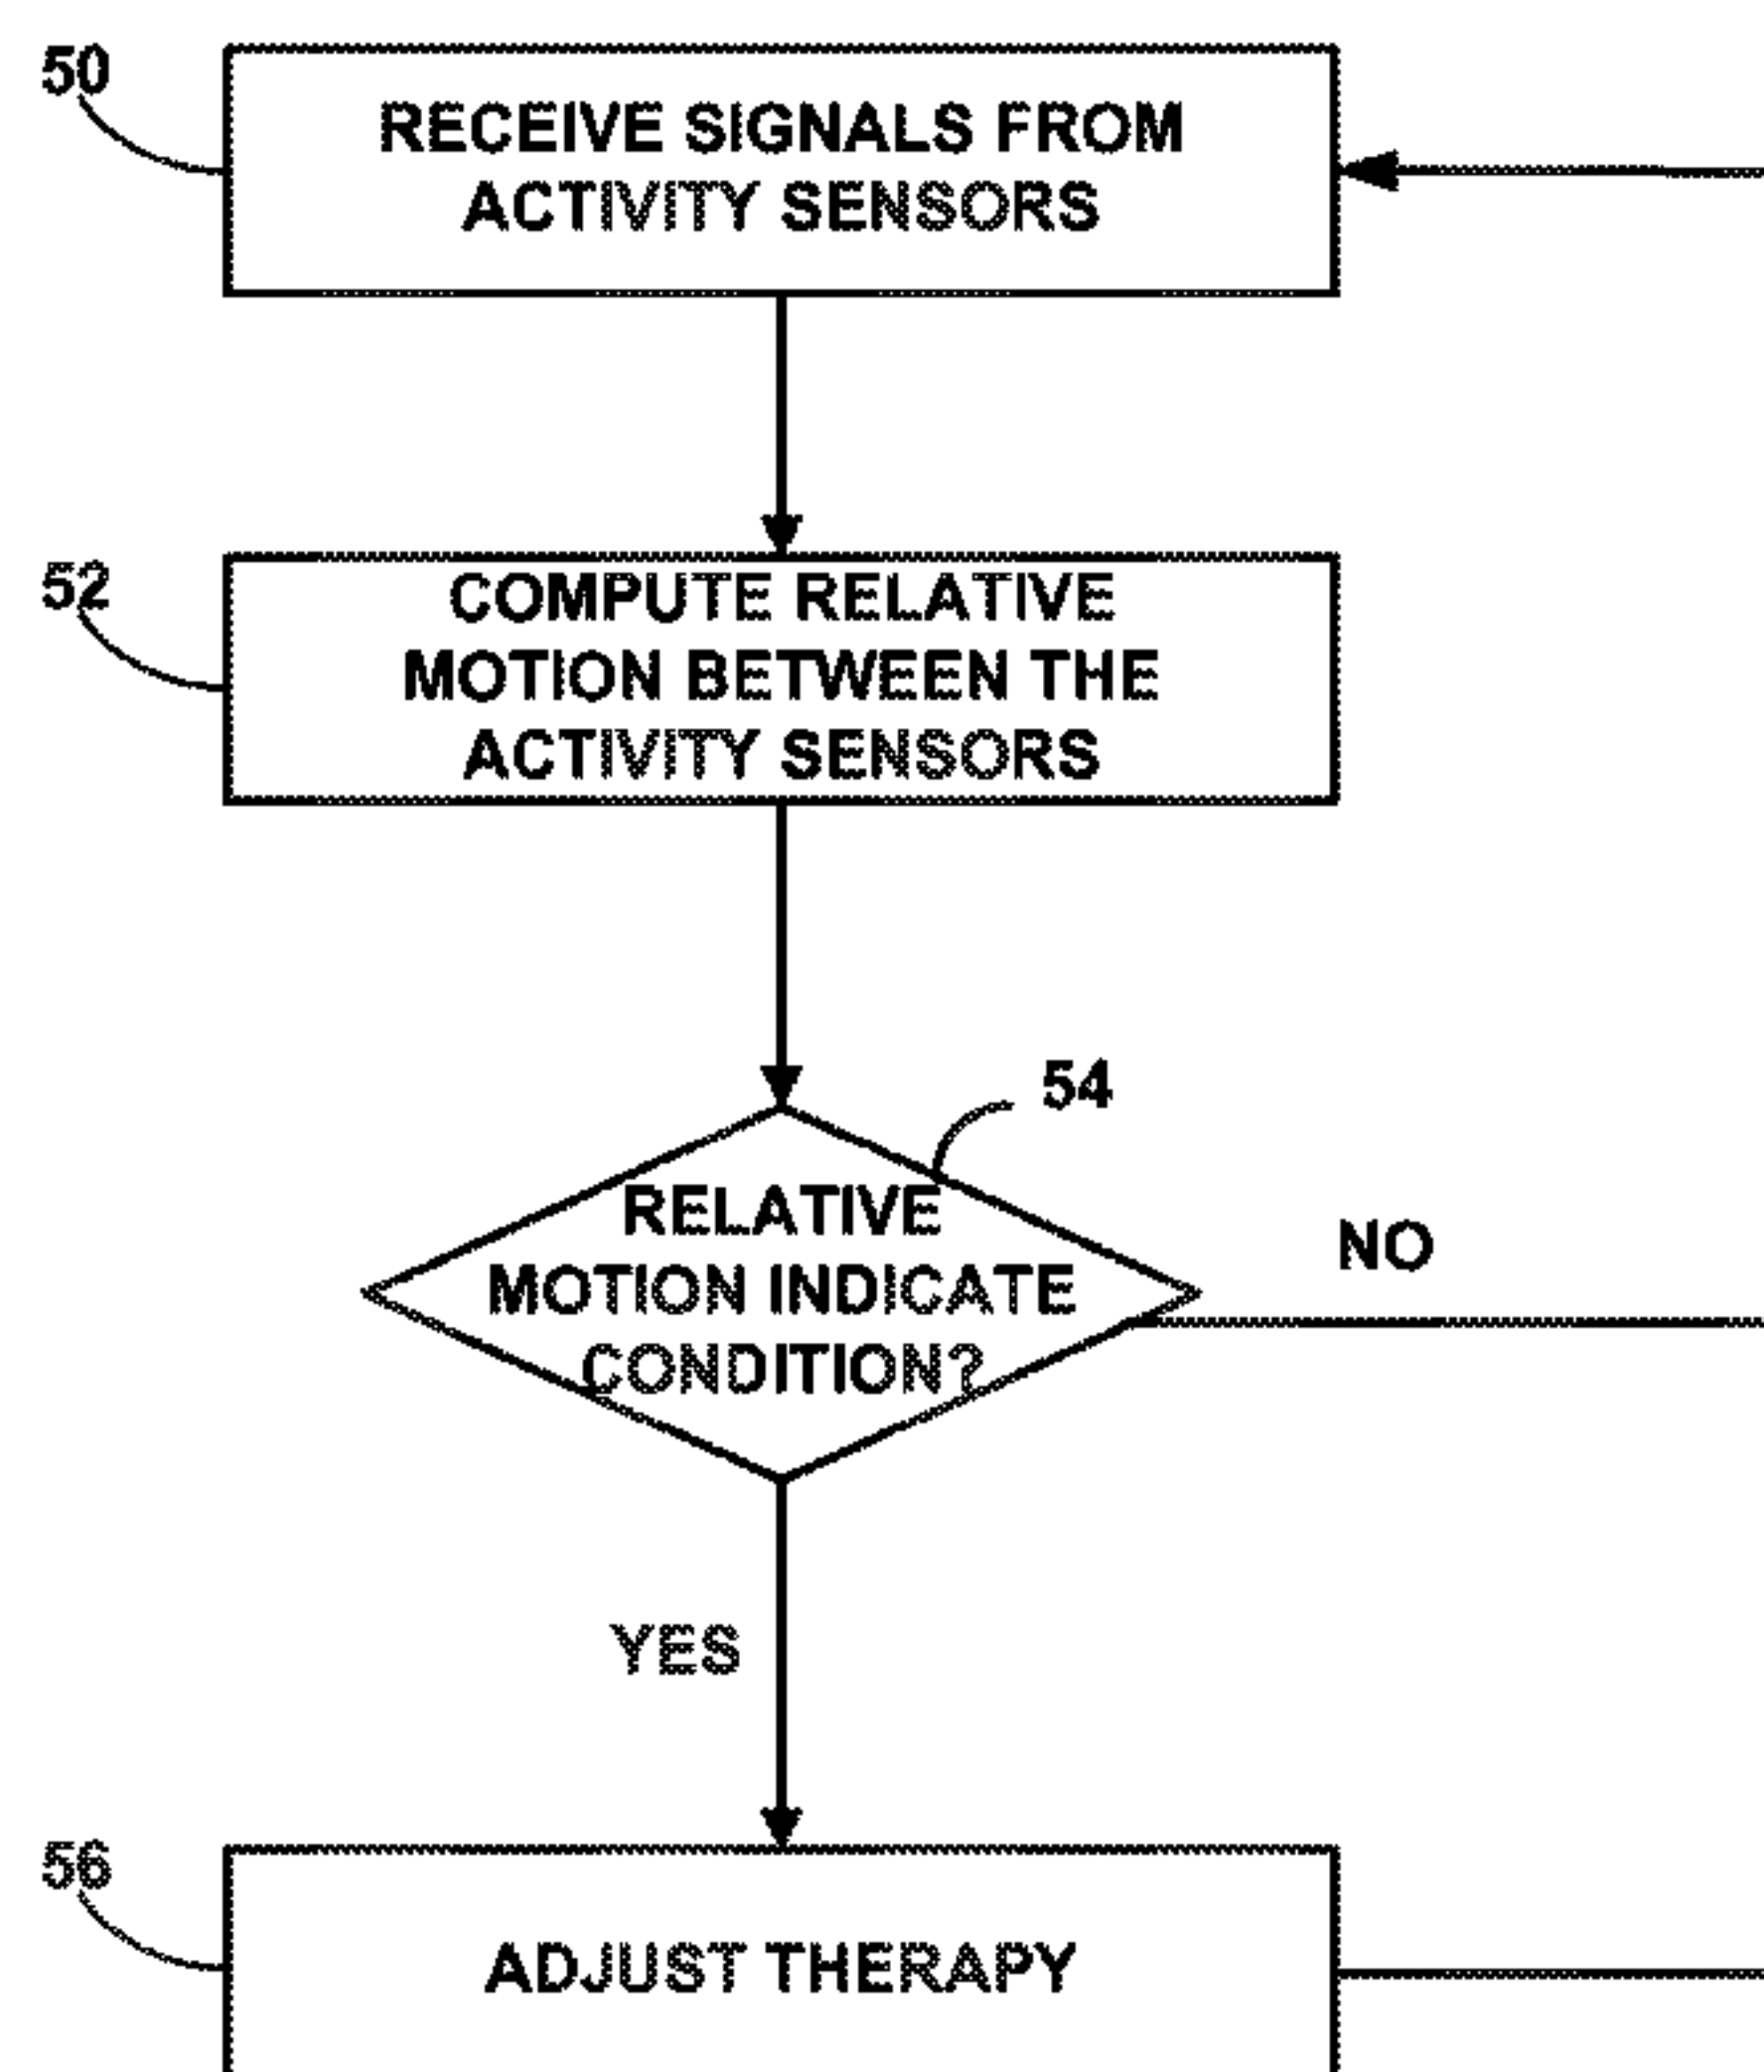 50
RECEIVE SIGNALS FROM
ACTIVITY SENSORS
52
COMPUTE RELATIVE
MOTION BETWEEN THE
ACTIVITY SENSORS
54
RELATIVE
MOTION INDICATE
CONDITION?
NO
YES
56
ADJUST THERAPY